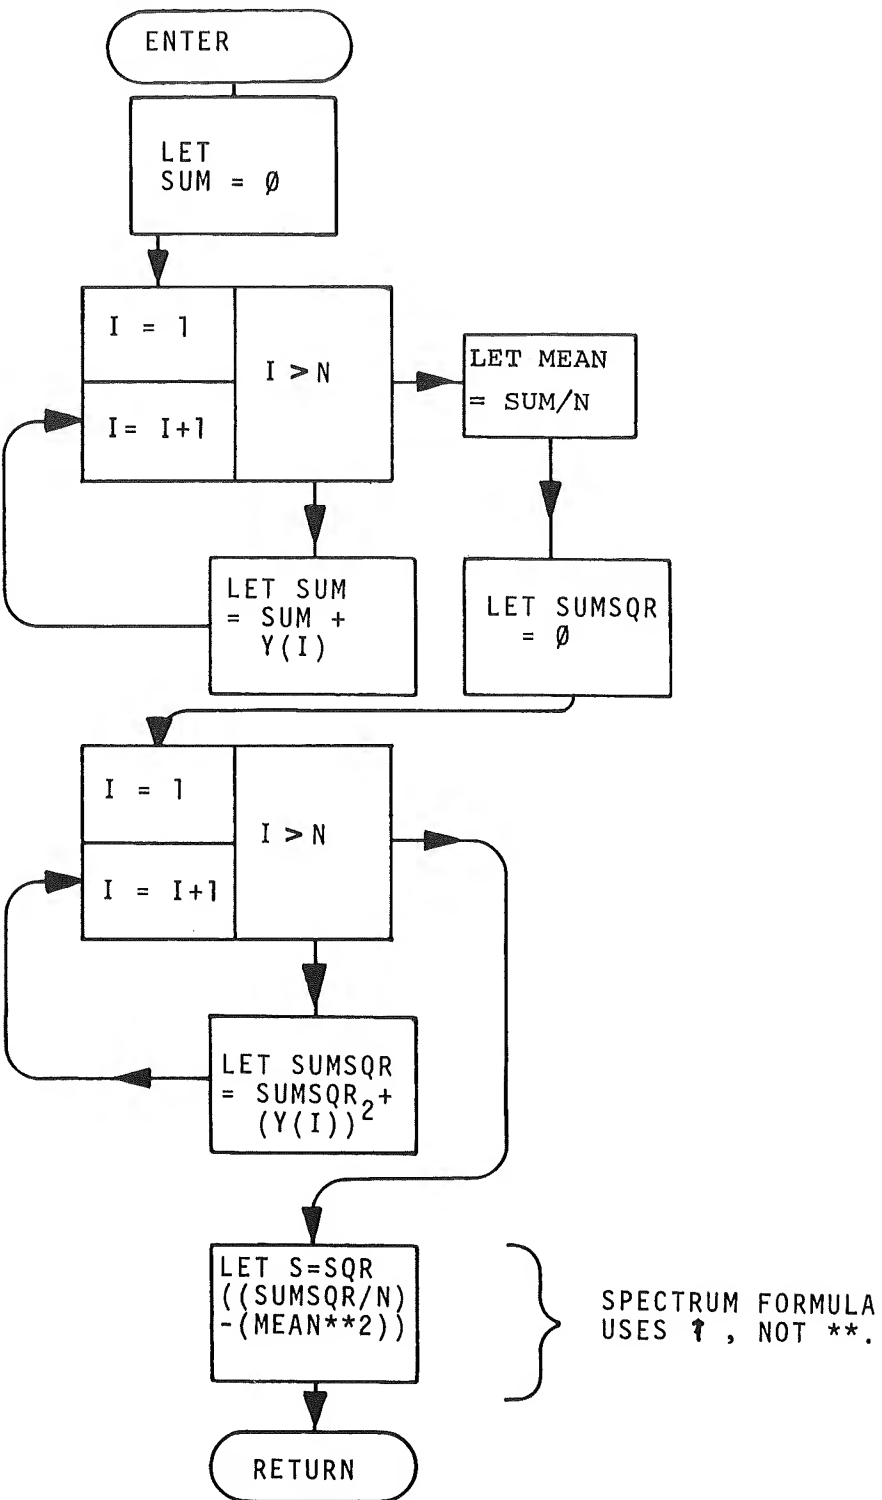 ENTER
LET
SUM = Ø
I = 1
I > N
I= I+1
LET MEAN
= SUM/N
LET SUM
= SUM +
Y(I)
LET SUMSQR
= Ø
I = 1
I > N
I = I+1
LET SUMSQR
= SUMSQR +
(Y(I))²
LET S=SQR
((SUMSQR/N)
-(MEAN**2))
SPECTRUM FORMULA
USES ↑ , NOT **.
RETURN